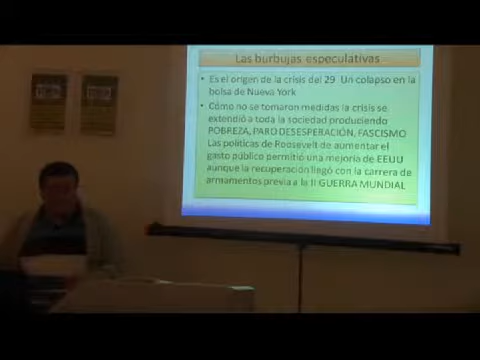 Las burbujas especulativas
• Es el origen de la crisis del 29 Un colapso en la
bolsa de Nueva York
• Cómo no se tomaron medidas la crisis se
extendió a toda la sociedad produciendo
POBREZA, PARO DESESPERACIÓN, FASCISMO
Las políticas de Roosevelt de aumentar el
gasto público permitió una mejoria de EEUU
aunque la recuperación llegó con la carrera de
armamentos previa a la II GUERRA MUNDIAL